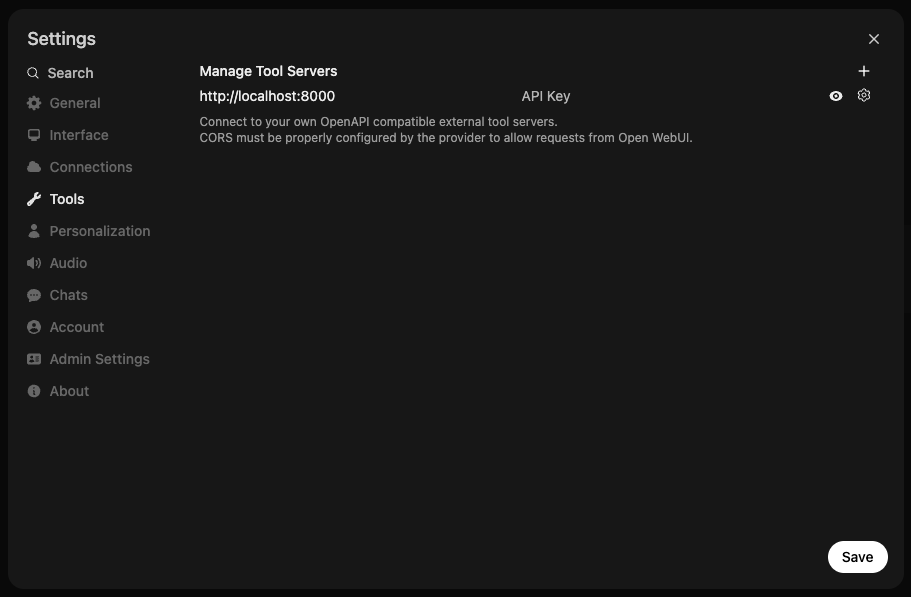 Settings
Search
General
Interface
Connections
Tools
Personalization
Audio
Chats
Account
Admin Settings
About
Manage Tool Servers
http://localhost:8000 API Key
Connect to your own OpenAPI compatible external tool servers.
CORS must be properly configured by the provider to allow requests from Open WebUI.
Save